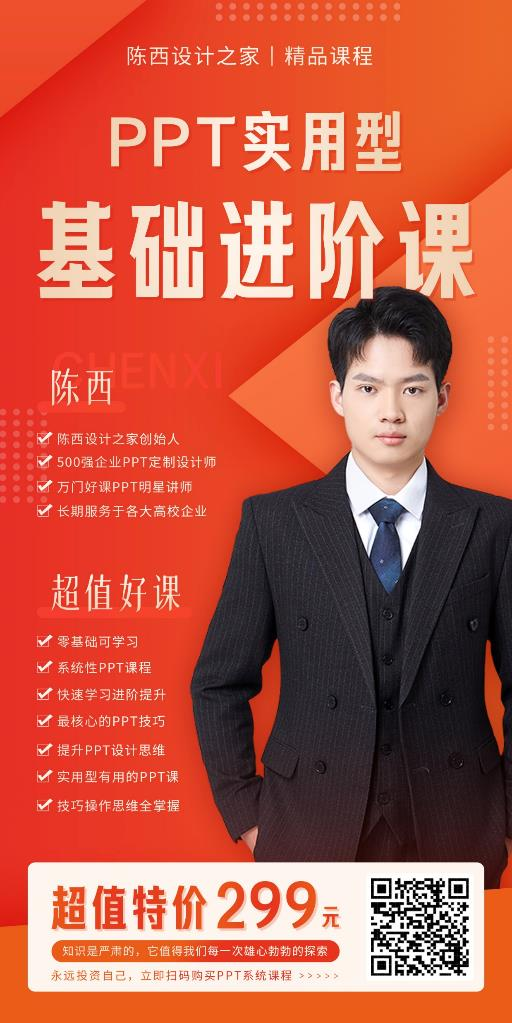 陈西设计之家｜精品课程
PPT实用型
基础进阶课
CHENXI
陈西
陈西设计之家创始人
500强企业PPT定制设计师
万门好课PPT明星讲师
长期服务于各大高校企业
超值好课
零基础可学习
系统性PPT课程
快速学习进阶提升
最核心的PPT技巧
提升PPT设计思维
实用型有用的PPT课
技巧操作思维全掌握
超值特价299元
知识是严肃的，它值得我们每一次雄心勃勃的探索
永远投资自己，立即扫码购买PPT系统课程 >>>>>